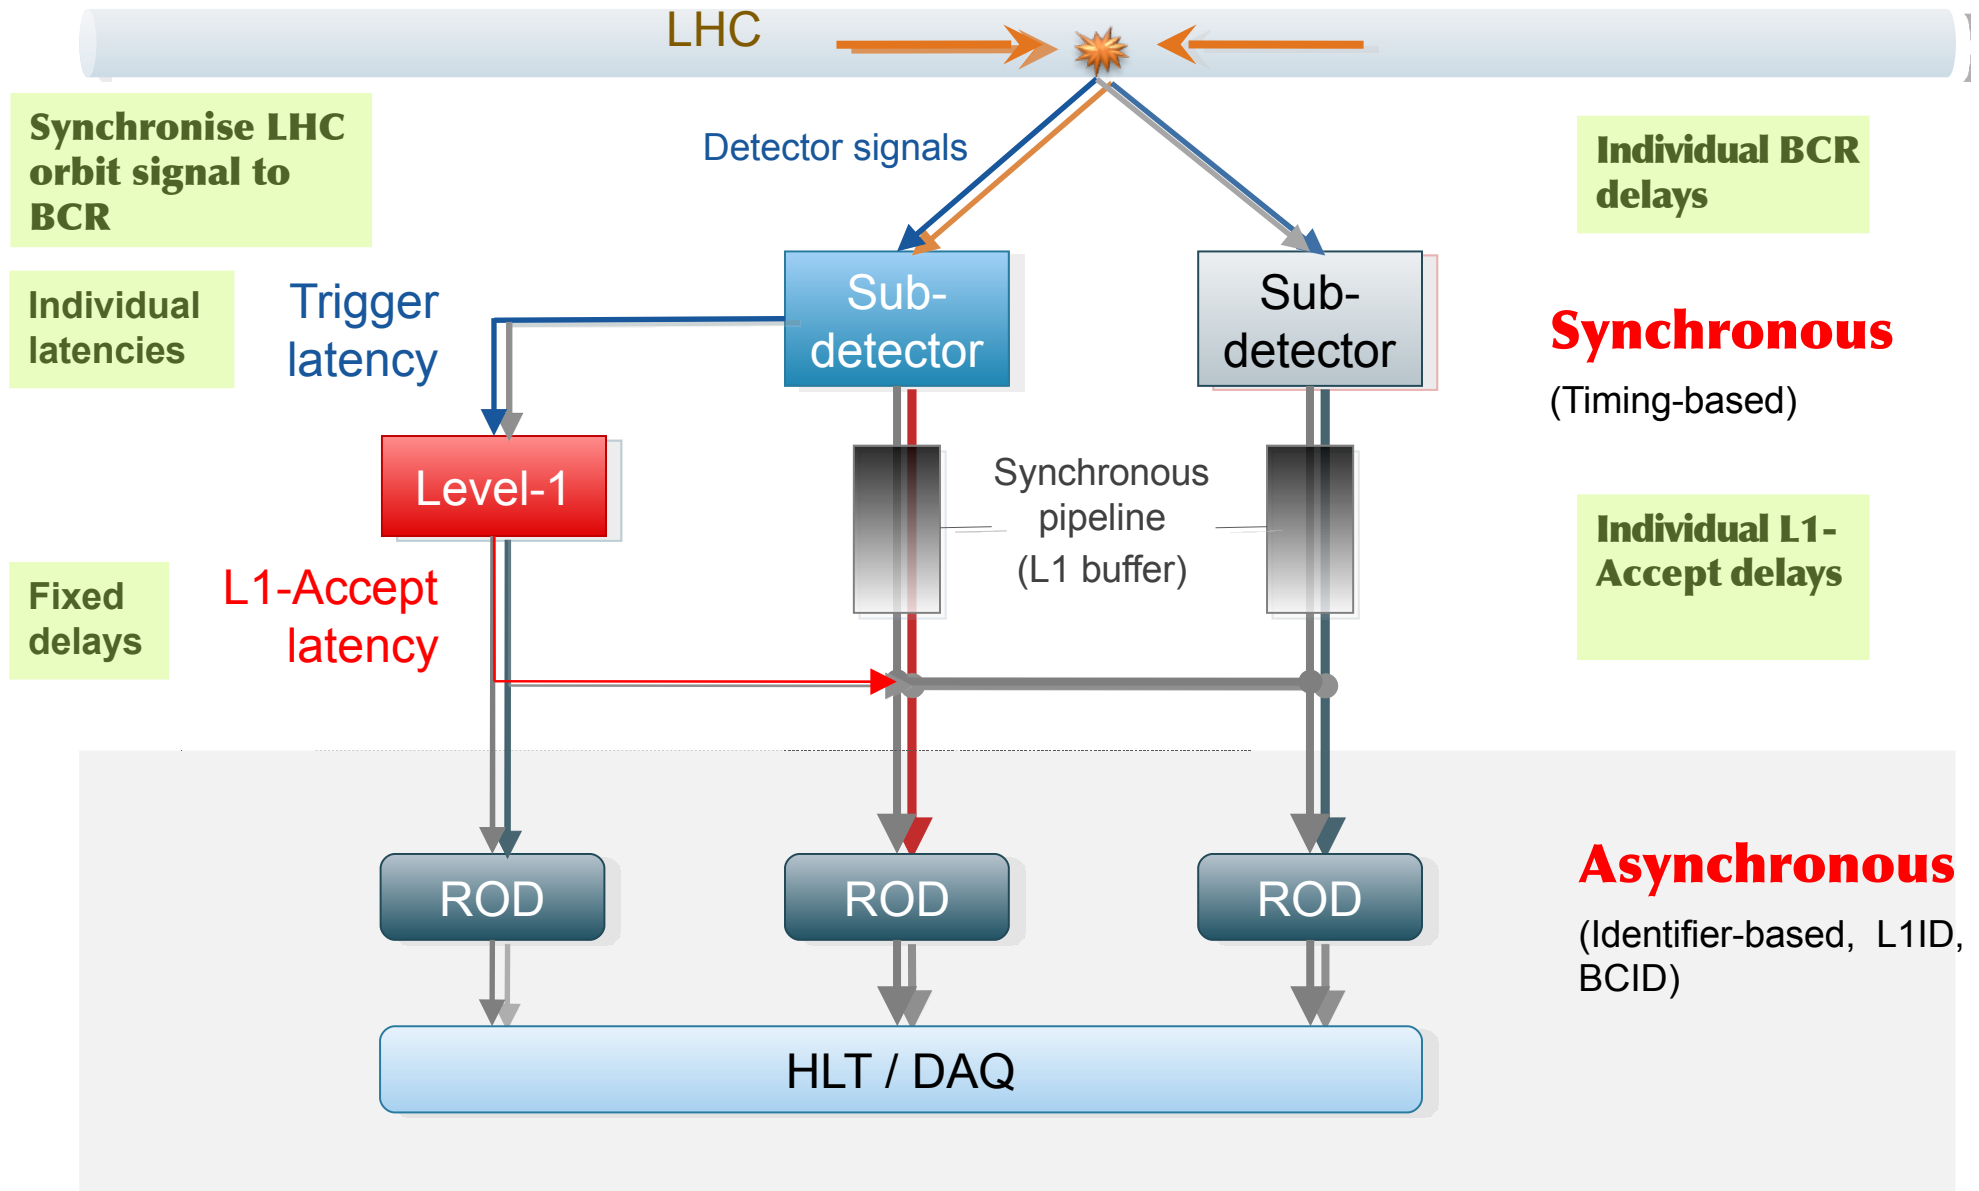 LHC
Synchronise LHC
orbit signal to
BCR
Detector signals
Individual BCR
delays
Individual
latencies
Trigger
latency
Sub-
detector
Sub-
detector
Synchronous
(Timing-based)
Level-1
Synchronous
pipeline
(L1 buffer)
Individual L1-
Accept delays
Fixed
delays
L1-Accept
latency
ROD
ROD
ROD
Asynchronous
(Identifier-based, L1ID,
BCID)
HLT / DAQ